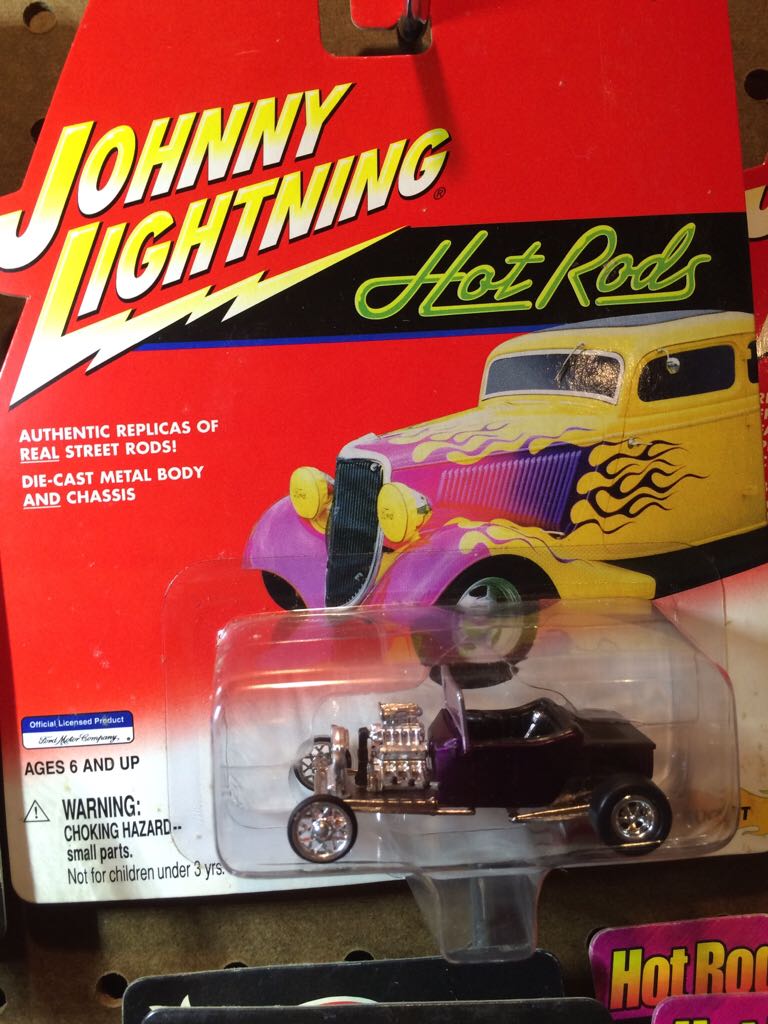 JOHNNY
LIGHTNING®
Hot Rods
AUTHENTIC REPLICAS OF
REAL STREET RODS!
DIE-CAST METAL BODY
AND CHASSIS
Official Licensed Product
Ford Motor Company
AGES 6 AND UP
WARNING:
CHOKING HAZARD--
small parts.
Not for children under 3 yrs.
Hot Roo